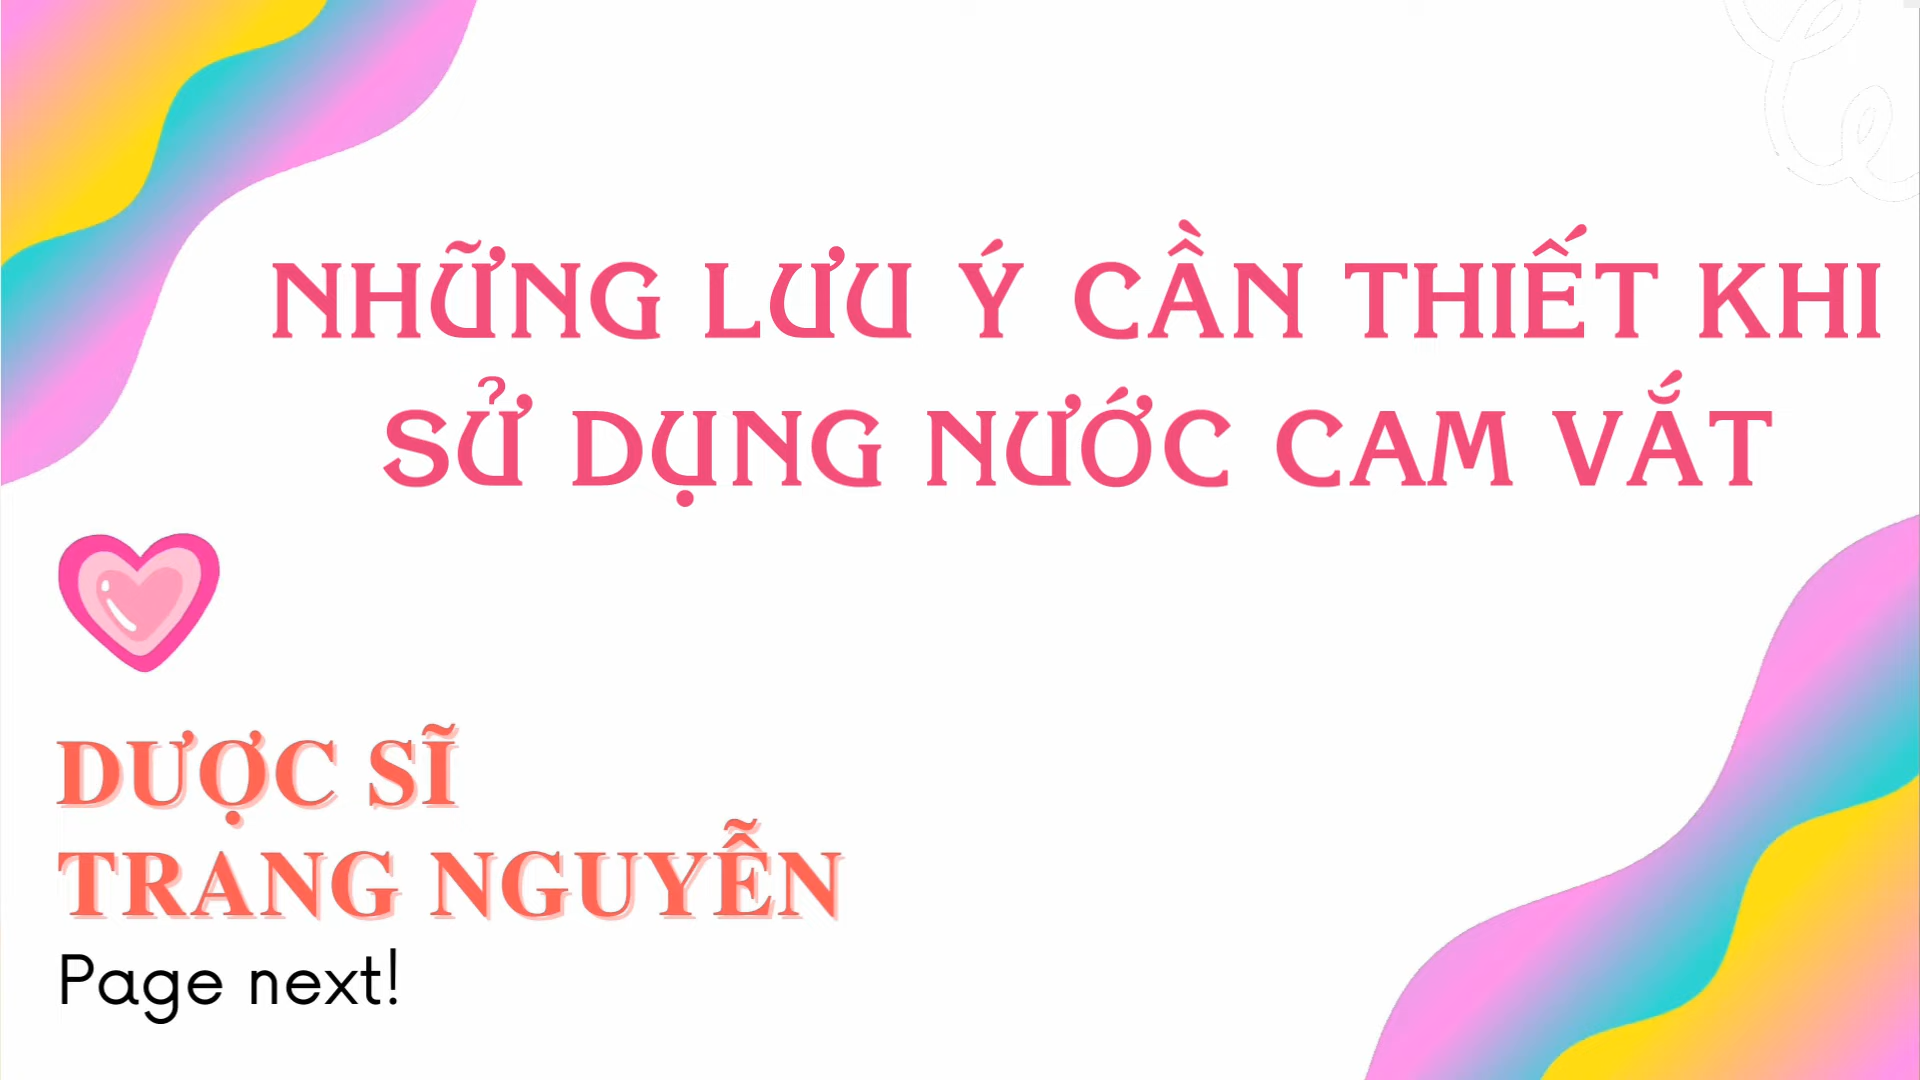 NHỮNG LƯU Ý CẦN THIẾT KHI
SỬ DỤNG NƯỚC CAM VẮT
DƯỢC SĨ
TRANG NGUYỄN
Page next!